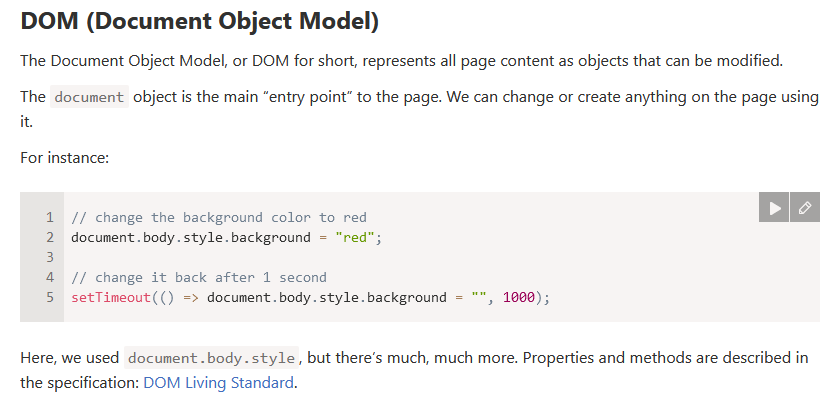 DOM (Document Object Model)
The Document Object Model, or DOM for short, represents all page content as objects that can be modified.
The document object is the main “entry point” to the page. We can change or create anything on the page using
it.
For instance:
1 // change the background color to red
2 document.body.style.background = "red";
3
4 // change it back after 1 second
5 setTimeout(() => document.body.style.background = "", 1000);
Here, we used document.body.style, but there’s much, much more. Properties and methods are described in
the specification: DOM Living Standard.